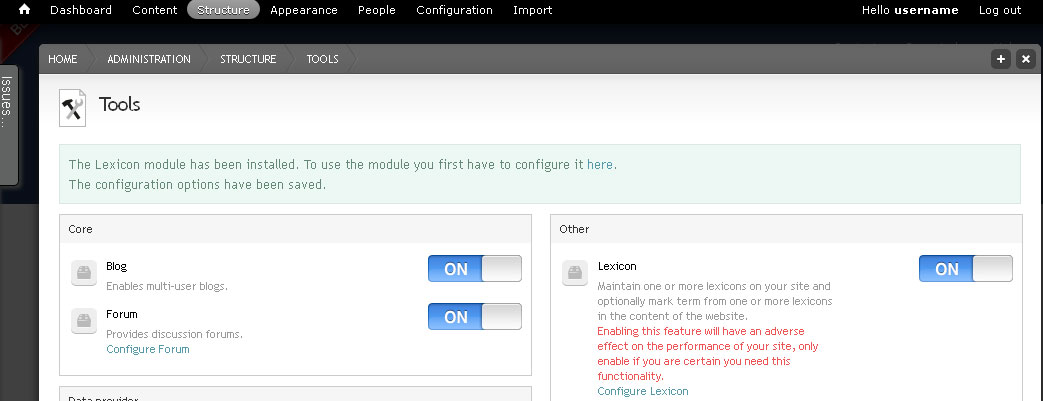 Dashboard Content Structure Appearance People Configuration Import Hello username Log out
Issues...
HOME ADMINISTRATION STRUCTURE TOOLS
Tools
The Lexicon module has been installed. To use the module you first have to configure it here.
The configuration options have been saved.
Core
Blog ON
Enables multi-user blogs.
Forum ON
Provides discussion forums.
Configure Forum
Data provider
Other
Lexicon ON
Maintain one or more lexicons on your site and
optionally mark term from one or more lexicons
in the content of the website.
Enabling this feature will have an adverse
effect on the performance of your site, only
enable if you are certain you need this
functionality.
Configure Lexicon